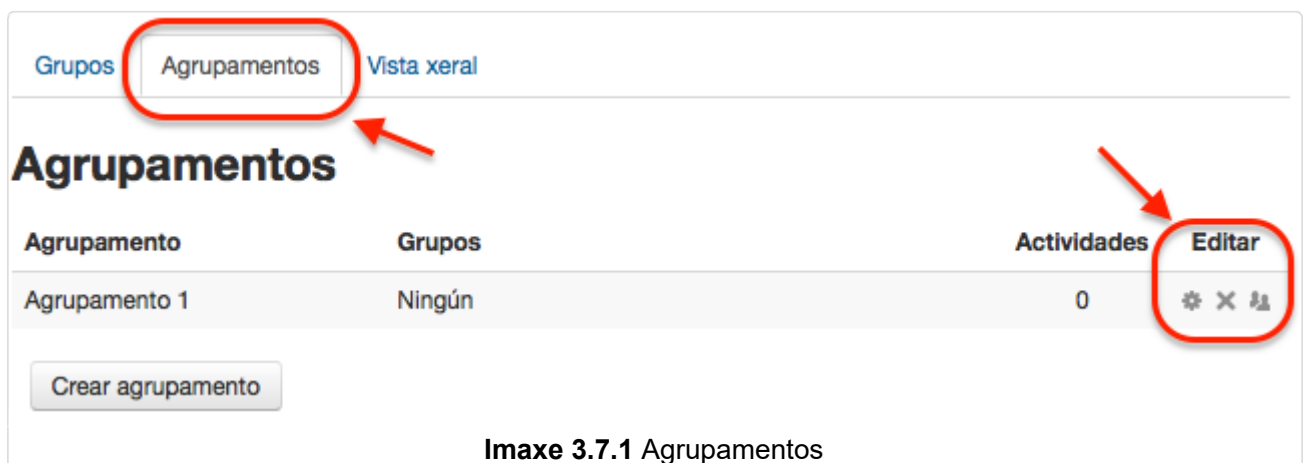 Grupos Agrupamentos Vista xeral
Agrupamentos
Agrupamento Grupos Actividades Editar
Agrupamento 1 Ningún 0
Crear agrupamento
Imaxe 3.7.1 Agrupamentos